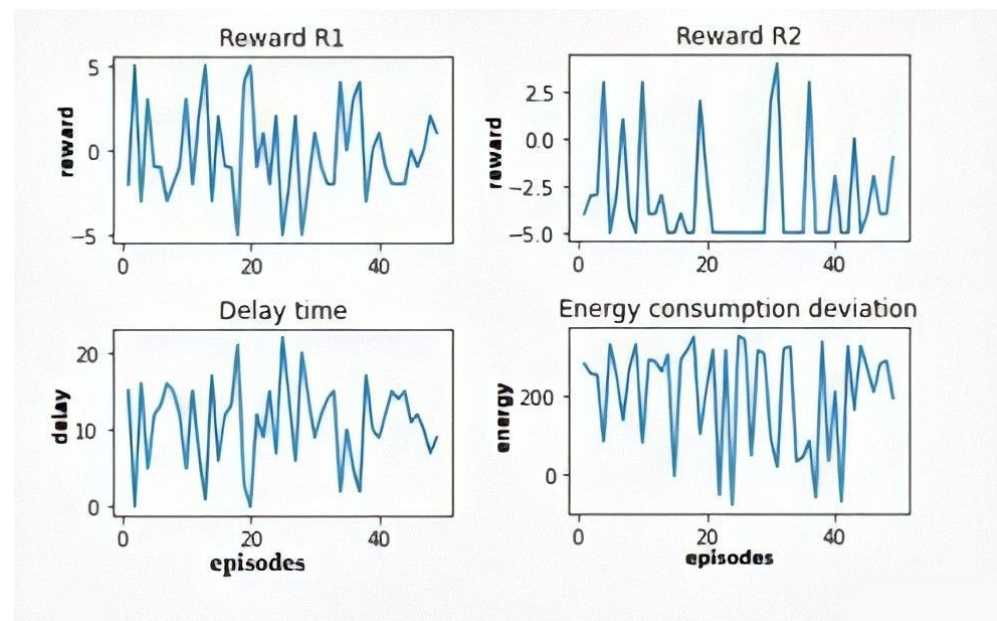 Reward R1
reward
5
0
−5
0 20 40
Reward R2
reward
2.5
0.0
−2.5
−5.0
0 20 40
Delay time
delay
20
10
0
0 20 40
episodes
Energy consumption deviation
energy
200
0
0 20 40
episodes